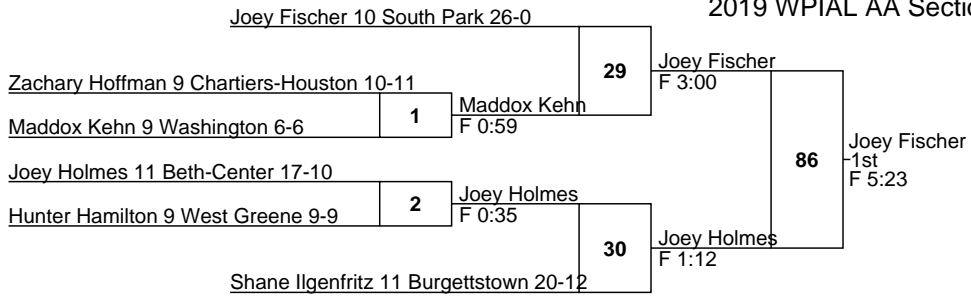 2019 WPIAL AA Sectio
Joey Fischer 10 South Park 26-0
29
Joey Fischer
F 3:00
Zachary Hoffman 9 Chartiers-Houston 10-11
1
Maddox Kehn
F 0:59
Maddox Kehn 9 Washington 6-6
86
Joey Fischer
1st
F 5:23
Joey Holmes 11 Beth-Center 17-10
2
Joey Holmes
F 0:35
Hunter Hamilton 9 West Greene 9-9
30
Joey Holmes
F 1:12
Shane Ilgenfritz 11 Burgettstown 20-12